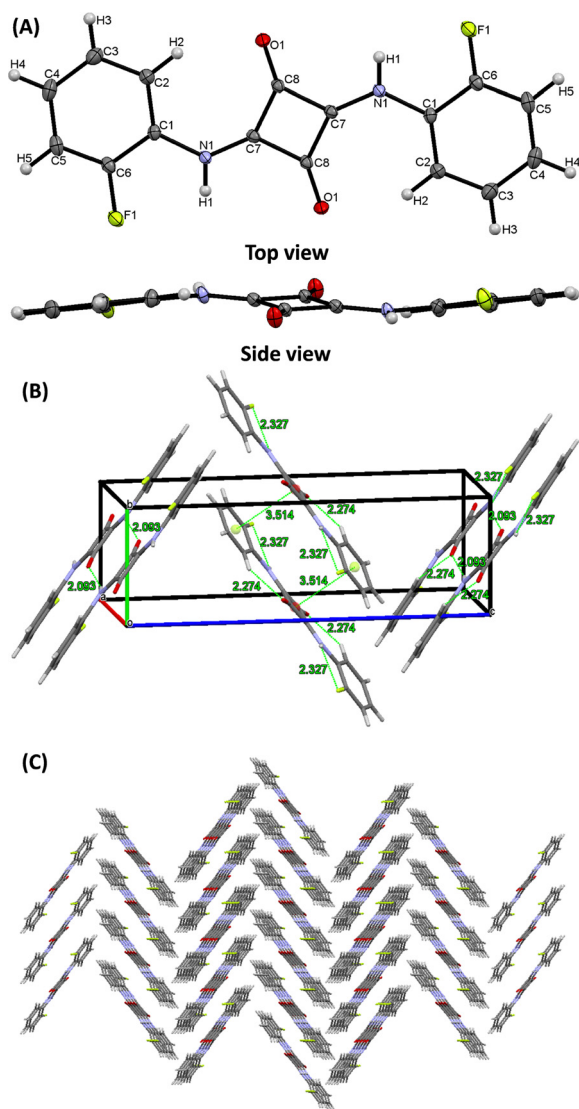 (A)
H3
O1
H1
F1
H4
C3
H2
C4
C2
C8
C6
H5
C7
N1
C1
C5
C1
N1
C7
C2
C4
H4
H5
C5
C6
C8
C3
H1
O1
H2
F1
H3
Top view
Side view
(B)
2.327
b
2.327
3.514
2.274
2.093
2.327
2.327
2.327
2.093
2.093
a
2.274
3.514
2.274
2.274
o
2.274
c
2.327
(C)